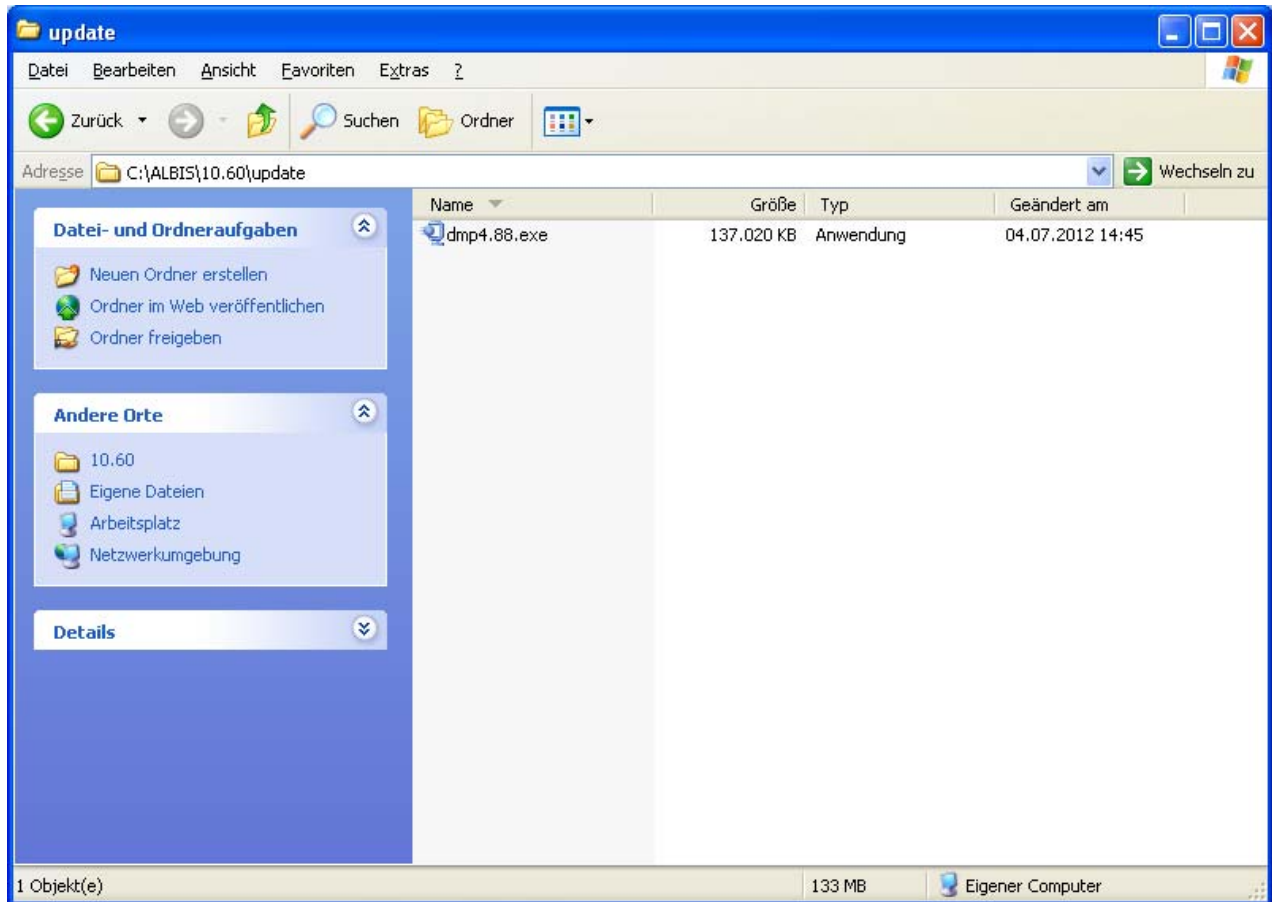 update
Datei Bearbeiten Ansicht Favoriten Extras ?
Zurück Suchen Ordner
Adresse C:\ALBIS\10.60\update Wechseln zu
Name Größe Typ Geändert am
dmp4.88.exe 137.020 KB Anwendung 04.07.2012 14:45
Datei- und Ordneraufgaben
Neuen Ordner erstellen
Ordner im Web veröffentlichen
Ordner freigeben
Andere Orte
10.60
Eigene Dateien
Arbeitsplatz
Netzwerkumgebung
Details
1 Objekt(e) 133 MB Eigener Computer